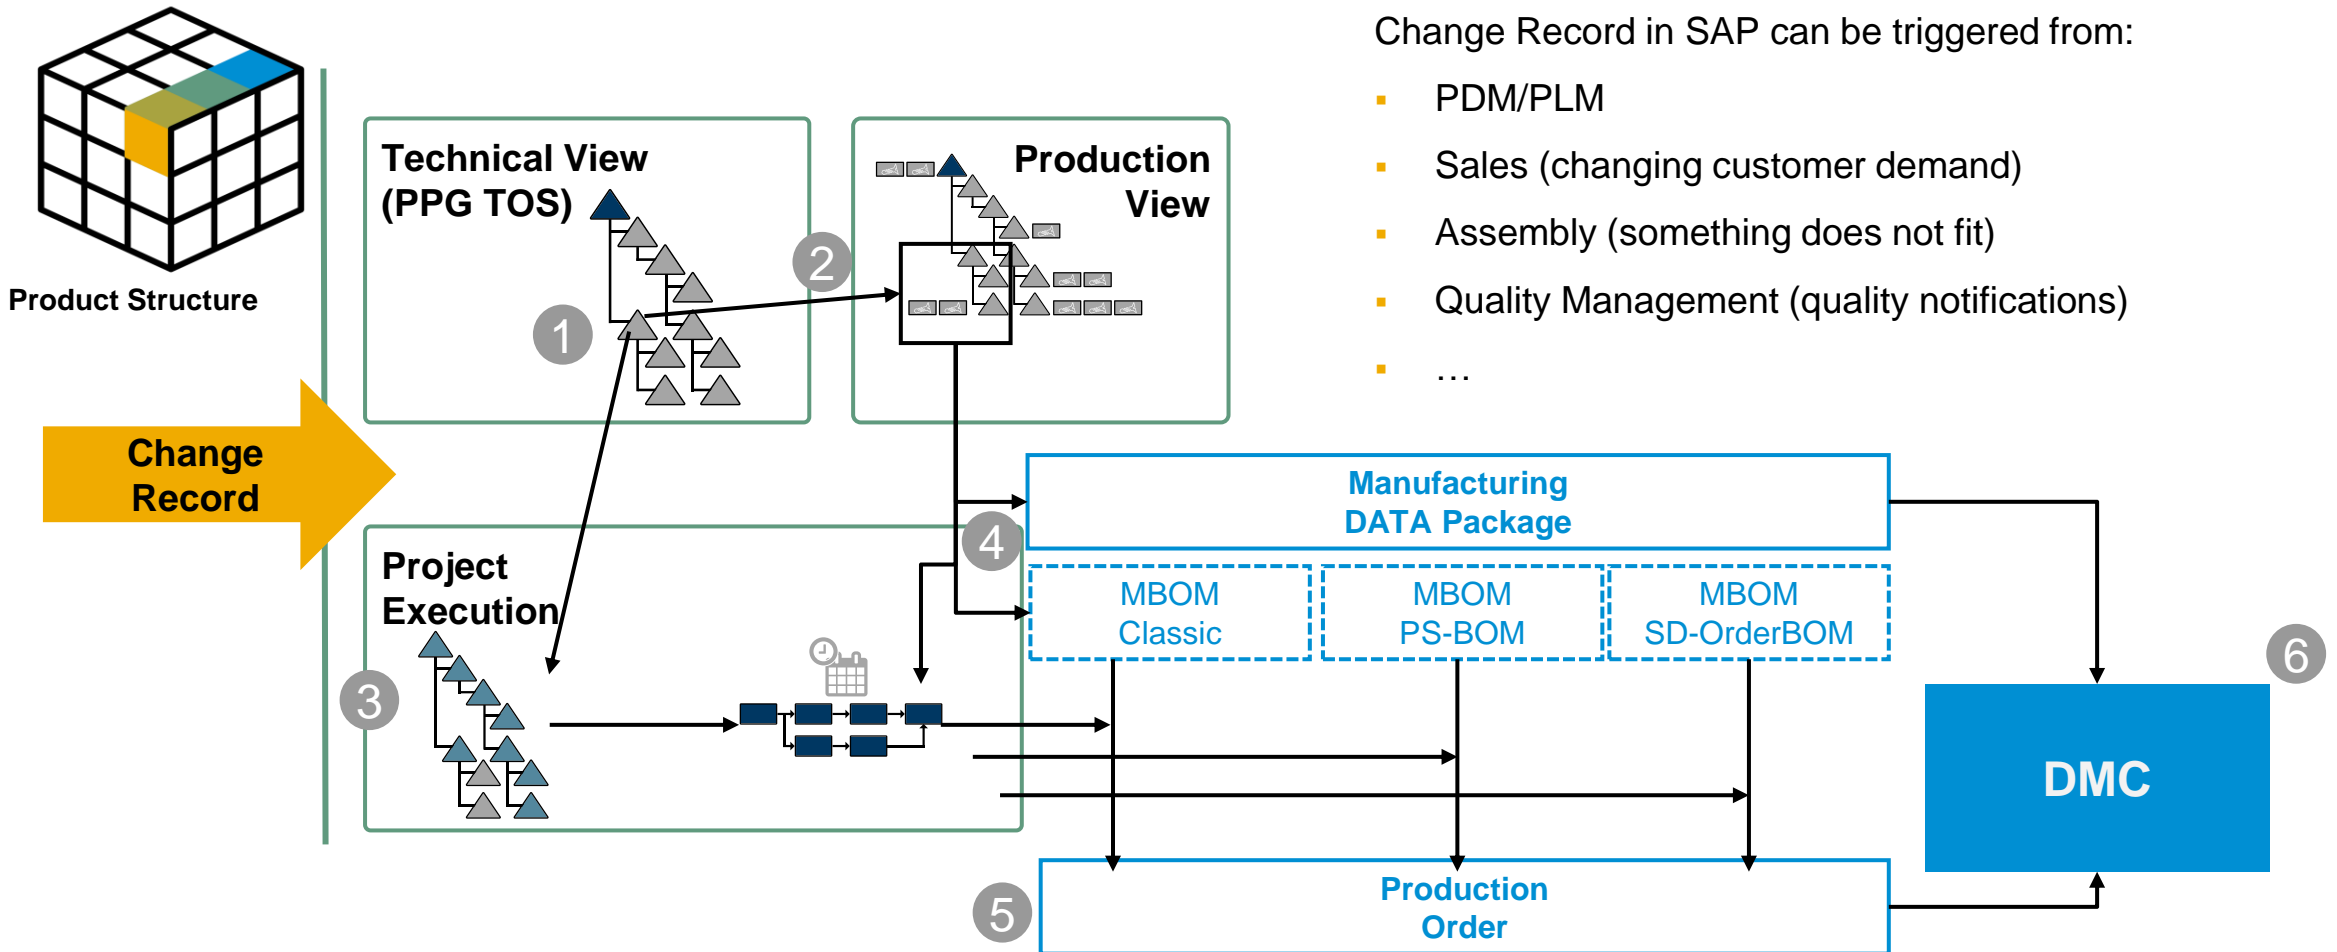 Product Structure
Change
Record
Technical View
(PPG TOS)
1
2
Production
View
Change Record in SAP can be triggered from:
▪ PDM/PLM
▪ Sales (changing customer demand)
▪ Assembly (something does not fit)
▪ Quality Management (quality notifications)
▪ …
Project
Execution
3
4
Manufacturing
DATA Package
MBOM
Classic
MBOM
PS-BOM
MBOM
SD-OrderBOM
5
Production
Order
6
DMC